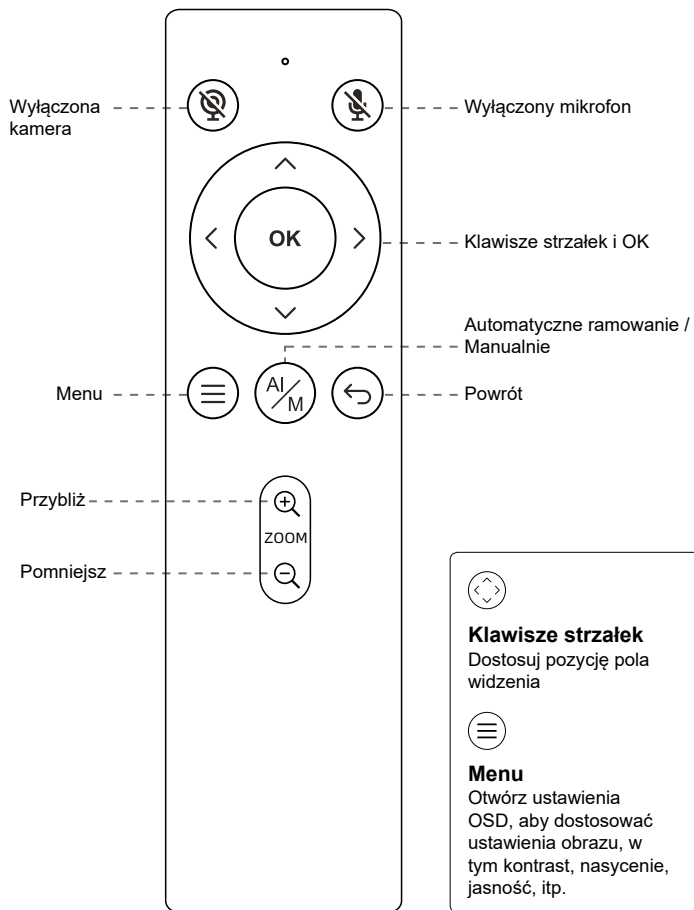 Wyłączona
kamera
Wyłączony mikrofon
OK
Klawisze strzałek i OK
Automatyczne ramowanie /
Manualnie
Menu
AI/M
Powrót
Przybliż
ZOOM
Pomniejsz
Klawisze strzałek
Dostosuj pozycję pola
widzenia
Menu
Otwórz ustawienia
OSD, aby dostosować
ustawienia obrazu, w
tym kontrast, nasycenie,
jasność, itp.